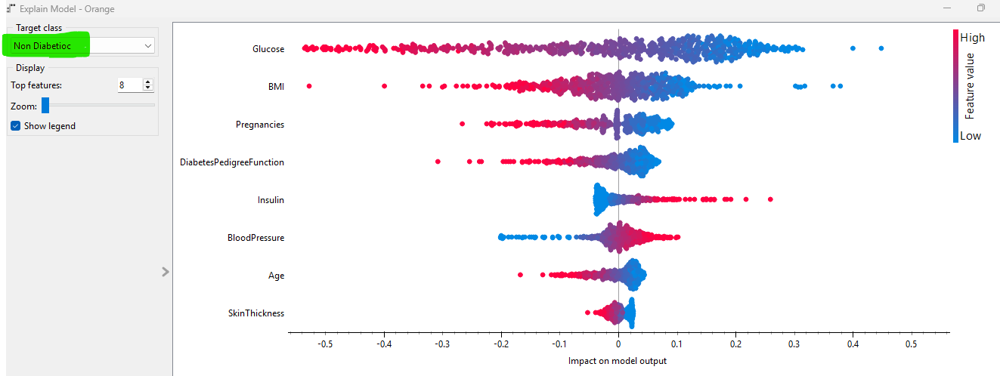 Explain Model - Orange
Target class
Non Diabetioc
Display
Top features:
8
Zoom:
Show legend
Glucose
BMI
Pregnancies
DiabetesPedigreeFunction
Insulin
BloodPressure
Age
SkinThickness
-0.5 -0.4 -0.3 -0.2 -0.1 0 0.1 0.2 0.3 0.4 0.5
Impact on model output
High
Feature value
Low